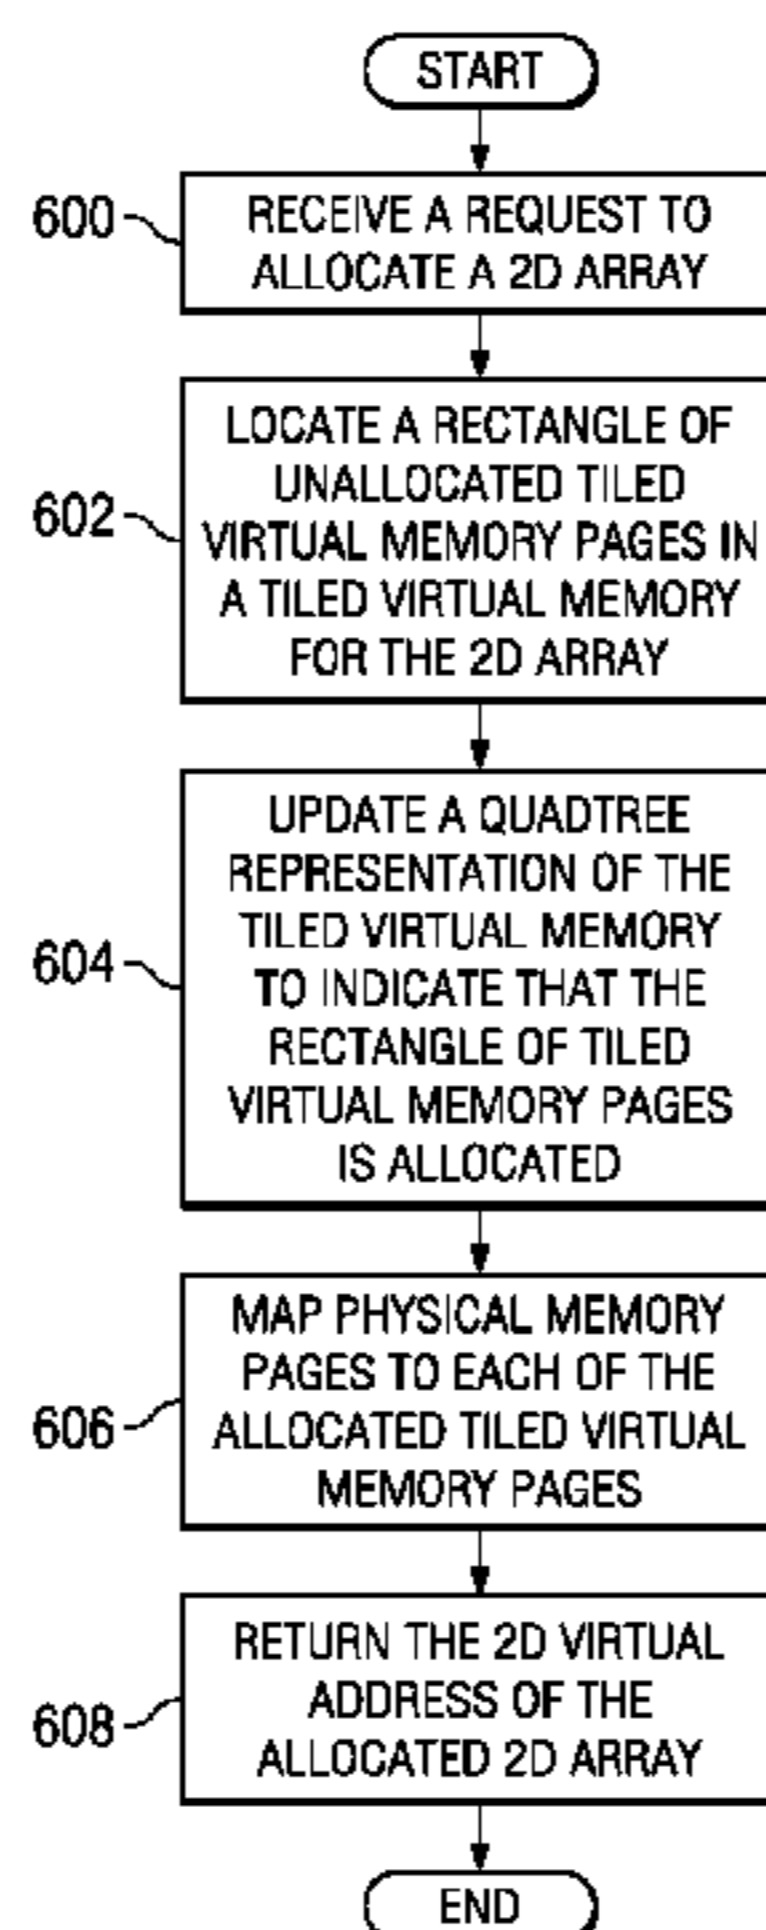 START
600
RECEIVE A REQUEST TO
ALLOCATE A 2D ARRAY
602
LOCATE A RECTANGLE OF
UNALLOCATED TILED
VIRTUAL MEMORY PAGES IN
A TILED VIRTUAL MEMORY
FOR THE 2D ARRAY
604
UPDATE A QUADTREE
REPRESENTATION OF THE
TILED VIRTUAL MEMORY
TO INDICATE THAT THE
RECTANGLE OF TILED
VIRTUAL MEMORY PAGES
IS ALLOCATED
606
MAP PHYSICAL MEMORY
PAGES TO EACH OF THE
ALLOCATED TILED VIRTUAL
MEMORY PAGES
608
RETURN THE 2D VIRTUAL
ADDRESS OF THE
ALLOCATED 2D ARRAY
END